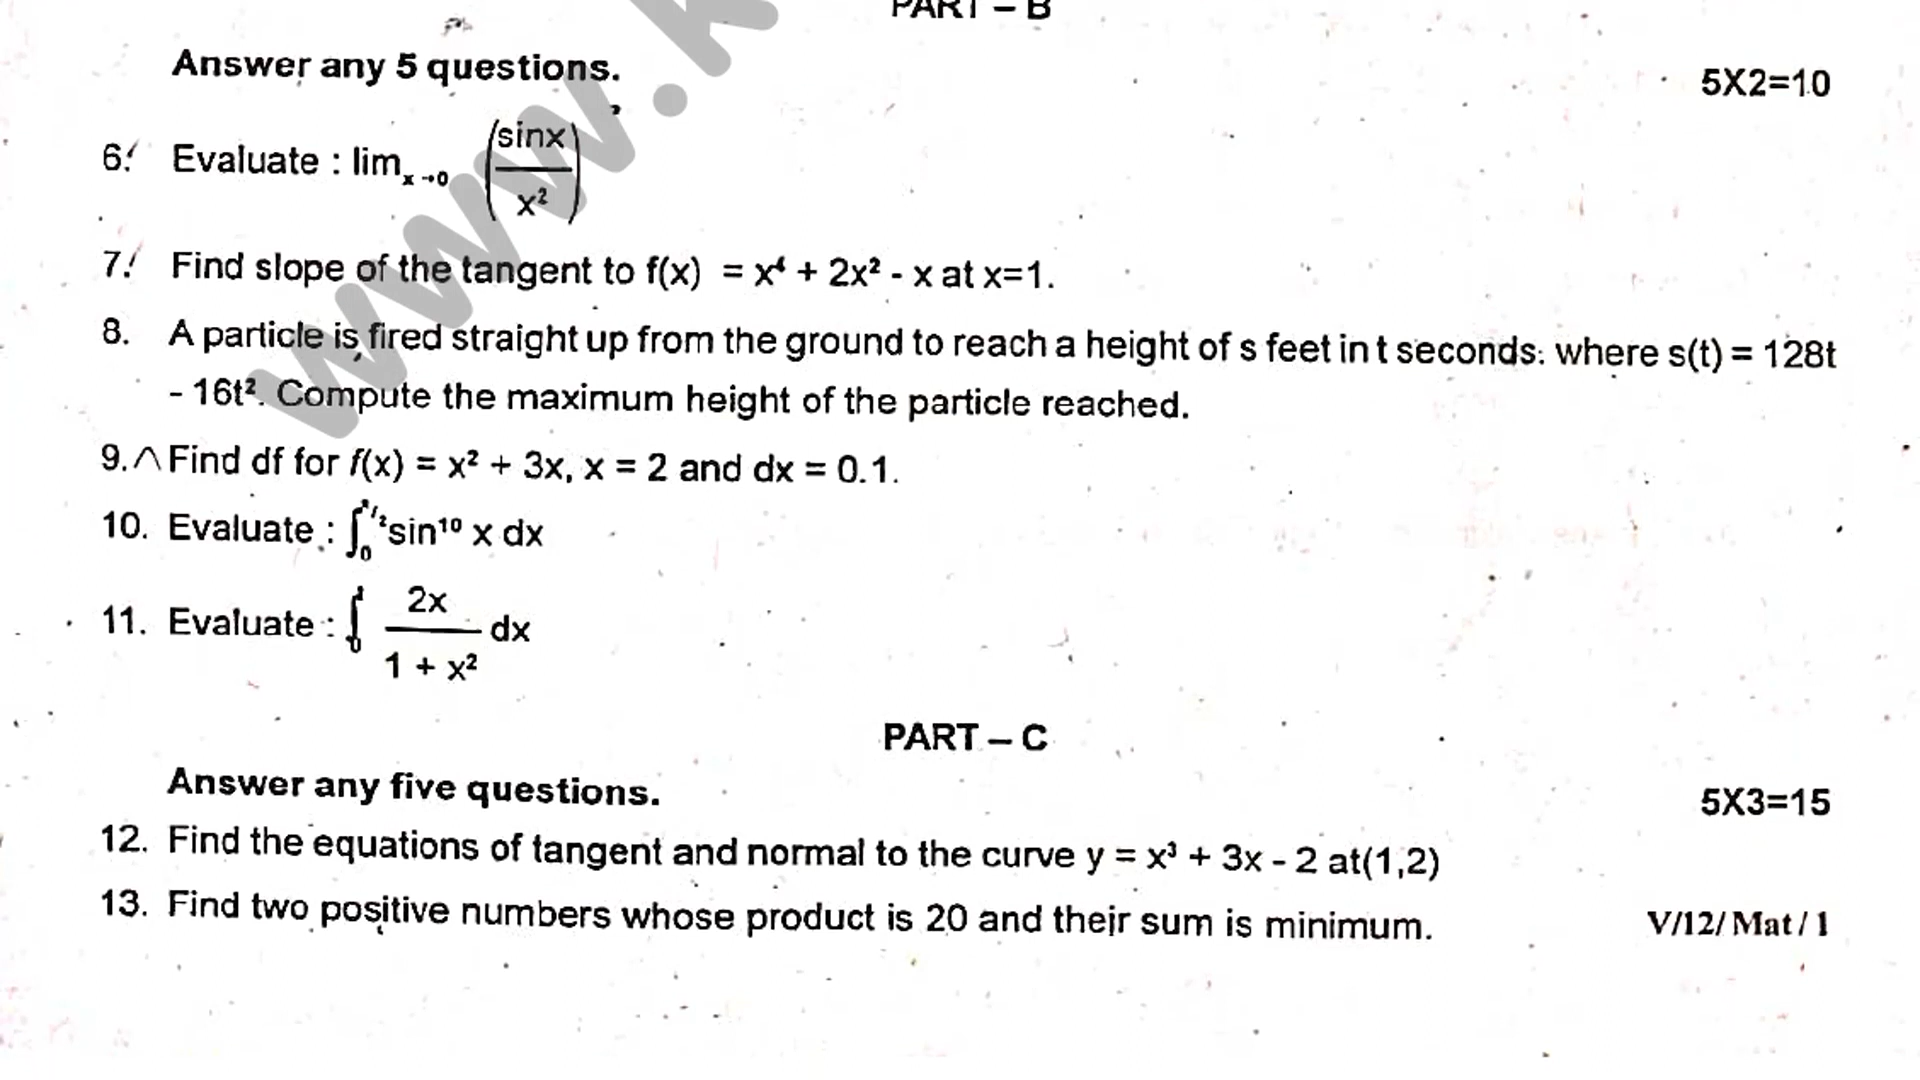 PART – B
Answer any 5 questions.
5X2=10
6. Evaluate : lim x→0 (sinx / x²)
7. Find slope of the tangent to f(x) = x⁴ + 2x² - x at x=1.
8. A particle is fired straight up from the ground to reach a height of s feet in t seconds. where s(t) = 128t
- 16t². Compute the maximum height of the particle reached.
9. Find df for f(x) = x² + 3x, x = 2 and dx = 0.1.
10. Evaluate : ∫₀^π/2 sin¹⁰ x dx
11. Evaluate : ∫₀¹ 2x / 1 + x² dx
PART – C
Answer any five questions.
5X3=15
12. Find the equations of tangent and normal to the curve y = x³ + 3x - 2 at(1,2)
13. Find two positive numbers whose product is 20 and their sum is minimum.
V/12/ Mat / 1
www.k